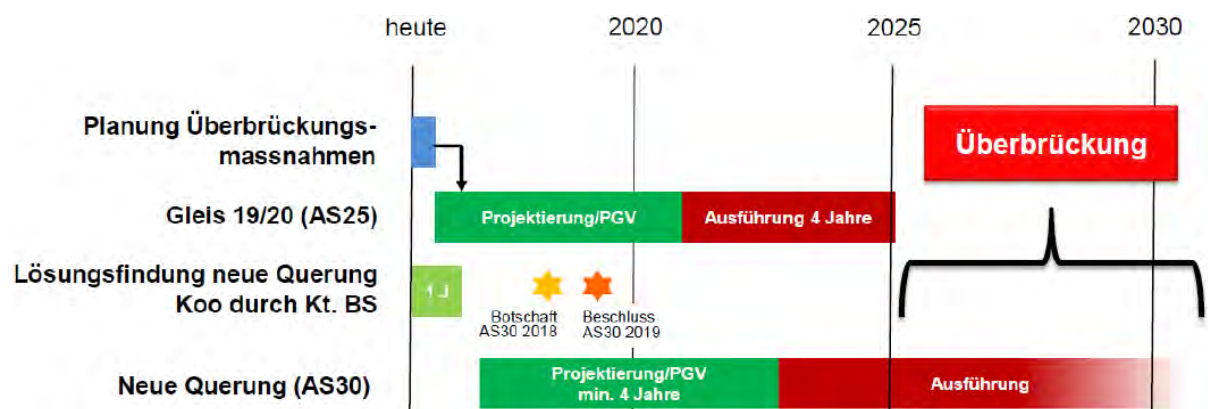 heute 2020 2025 2030
Planung Überbrückungs-
massnahmen
Überbrückung
Gleis 19/20 (AS25)
Projektierung/PGV
Ausführung 4 Jahre
Lösungsfindung neue Querung
Koo durch Kt. BS
1 J
Botschaft
AS30 2018
Beschluss
AS30 2019
Neue Querung (AS30)
Projektierung/PGV
min. 4 Jahre
Ausführung